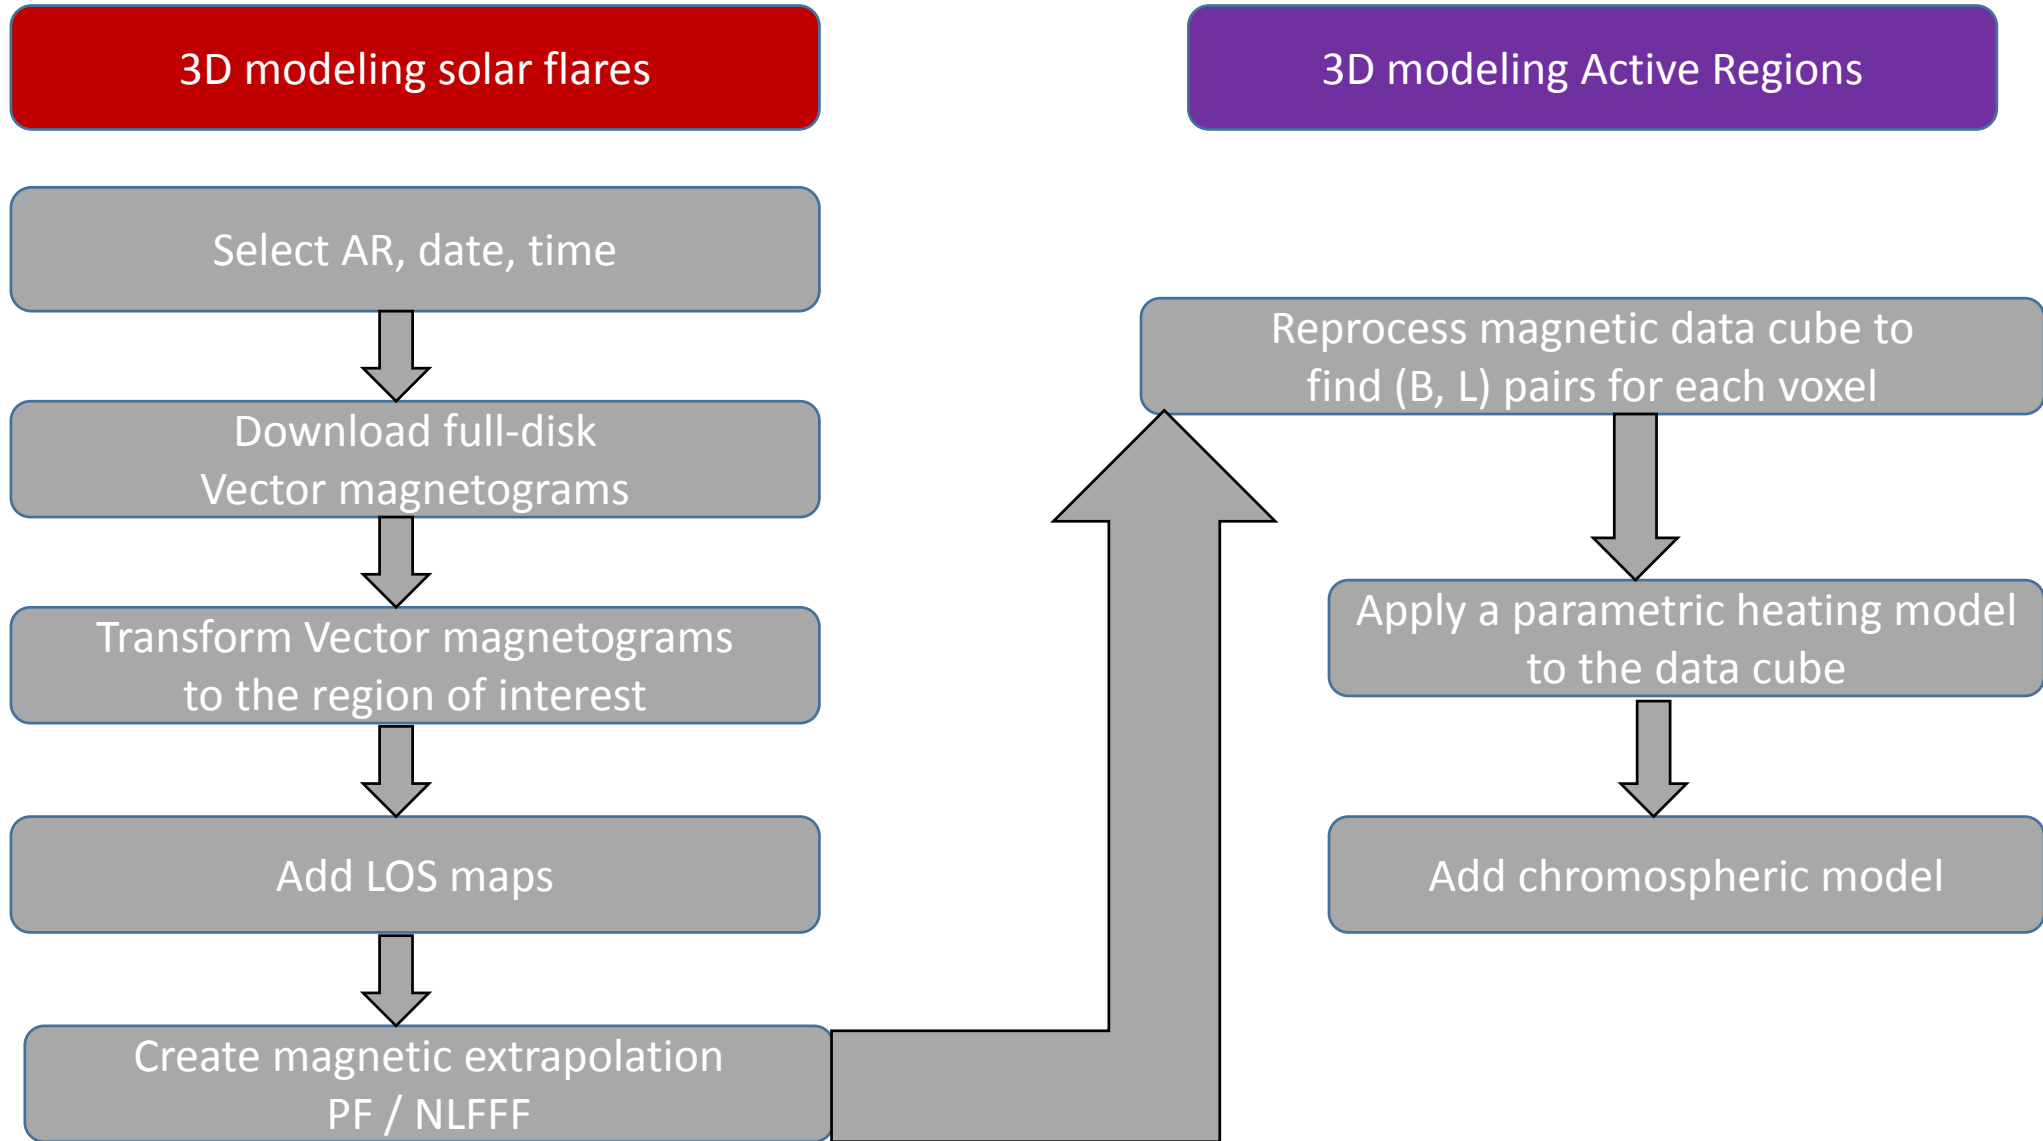 3D modeling solar flares
3D modeling Active Regions
Select AR, date, time
Download full-disk
Vector magnetograms
Transform Vector magnetograms
to the region of interest
Add LOS maps
Create magnetic extrapolation
PF / NLFFF
Reprocess magnetic data cube to
find (B, L) pairs for each voxel
Apply a parametric heating model
to the data cube
Add chromospheric model